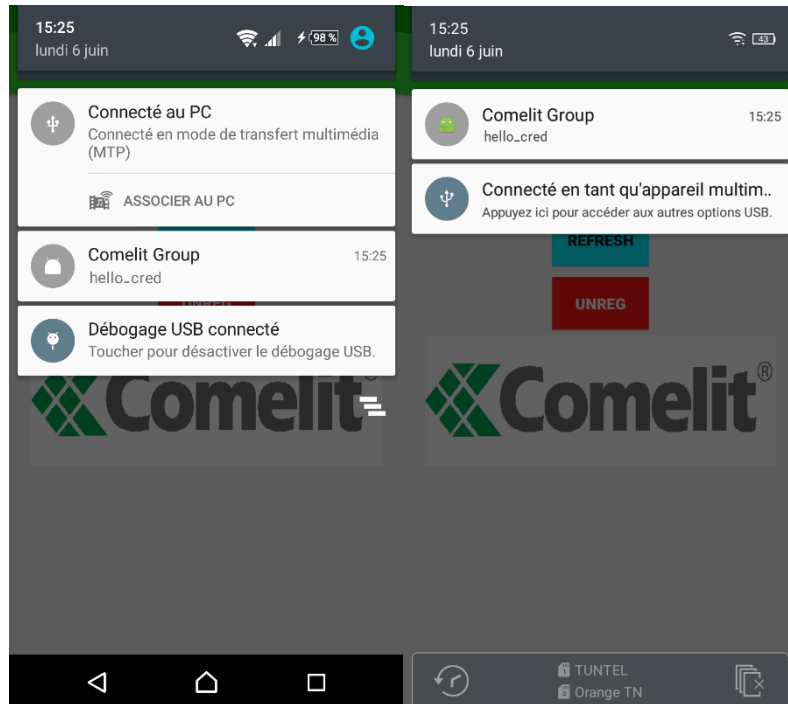 15:25
lundi 6 juin
98 %
Connecté au PC
Connecté en mode de transfert multimédia
(MTP)
ASSOCIER AU PC
Comelit Group
15:25
hello_cred
UNREG
Débogage USB connecté
Toucher pour désactiver le débogage USB.
Comelit
15:25
lundi 6 juin
43
Comelit Group
15:25
hello_cred
Connecté en tant qu'appareil multim..
Appuyez ici pour accéder aux autres options USB.
REFRESH
UNREG
Comelit®
1 TUNTEL
2 Orange TN